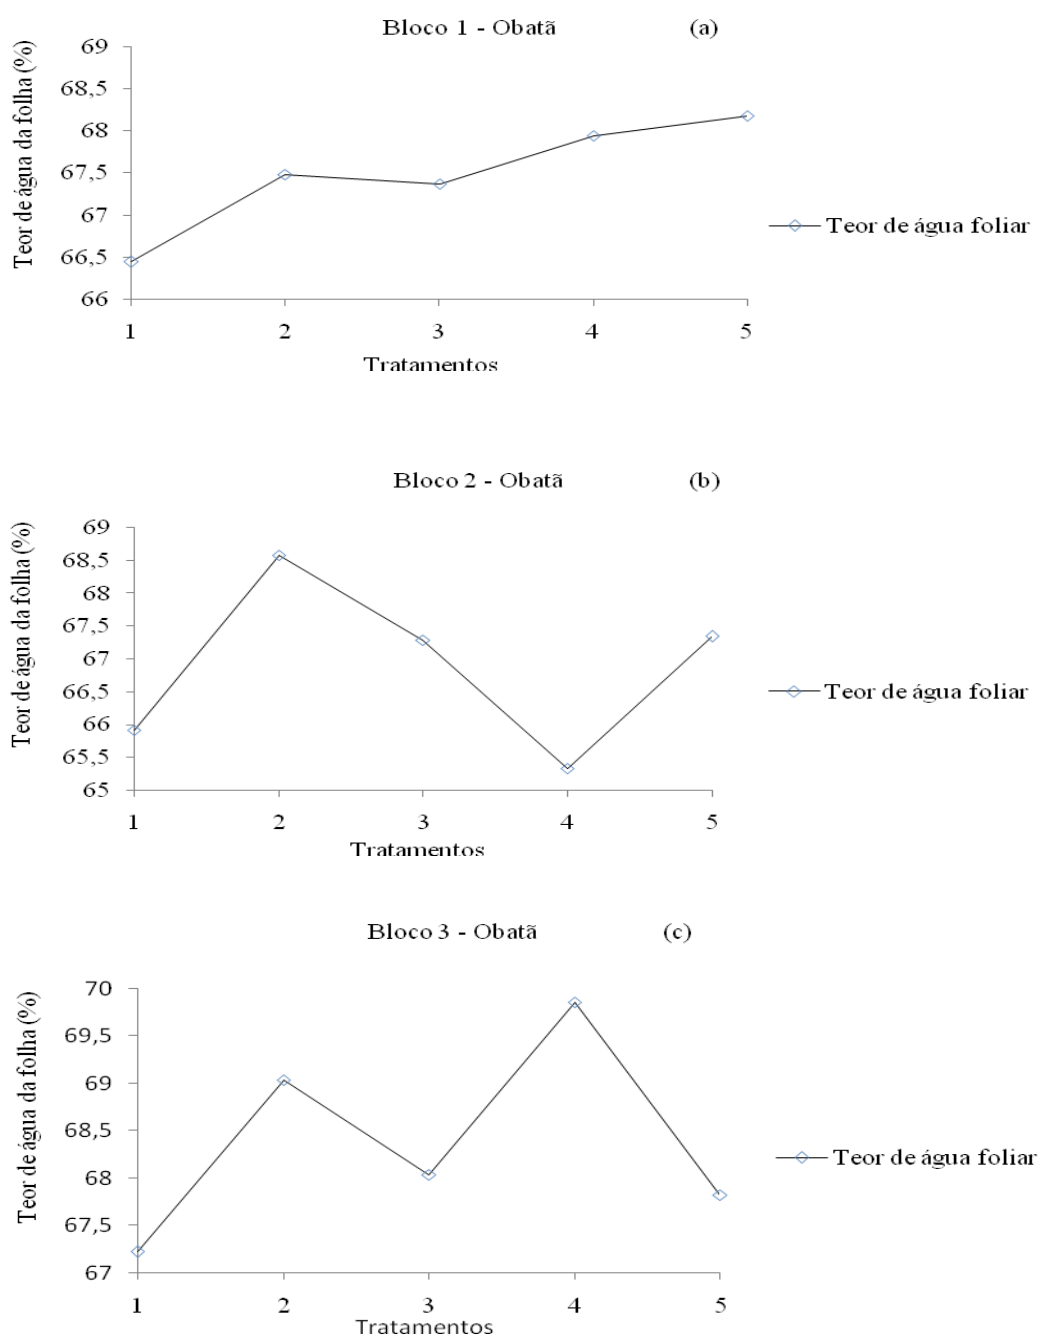 Bloco 1 - Obatã (a)
Teor de água da folha (%)
69
68,5
68
67,5
67
66,5
66
1 2 3 4 5
Tratamentos
Teor de água foliar
Bloco 2 - Obatã (b)
Teor de água da folha (%)
69
68,5
68
67,5
67
66,5
66
65,5
65
1 2 3 4 5
Tratamentos
Teor de água foliar
Bloco 3 - Obatã (c)
Teor de água da folha (%)
70
69,5
69
68,5
68
67,5
67
1 2 3 4 5
Tratamentos
Teor de água foliar